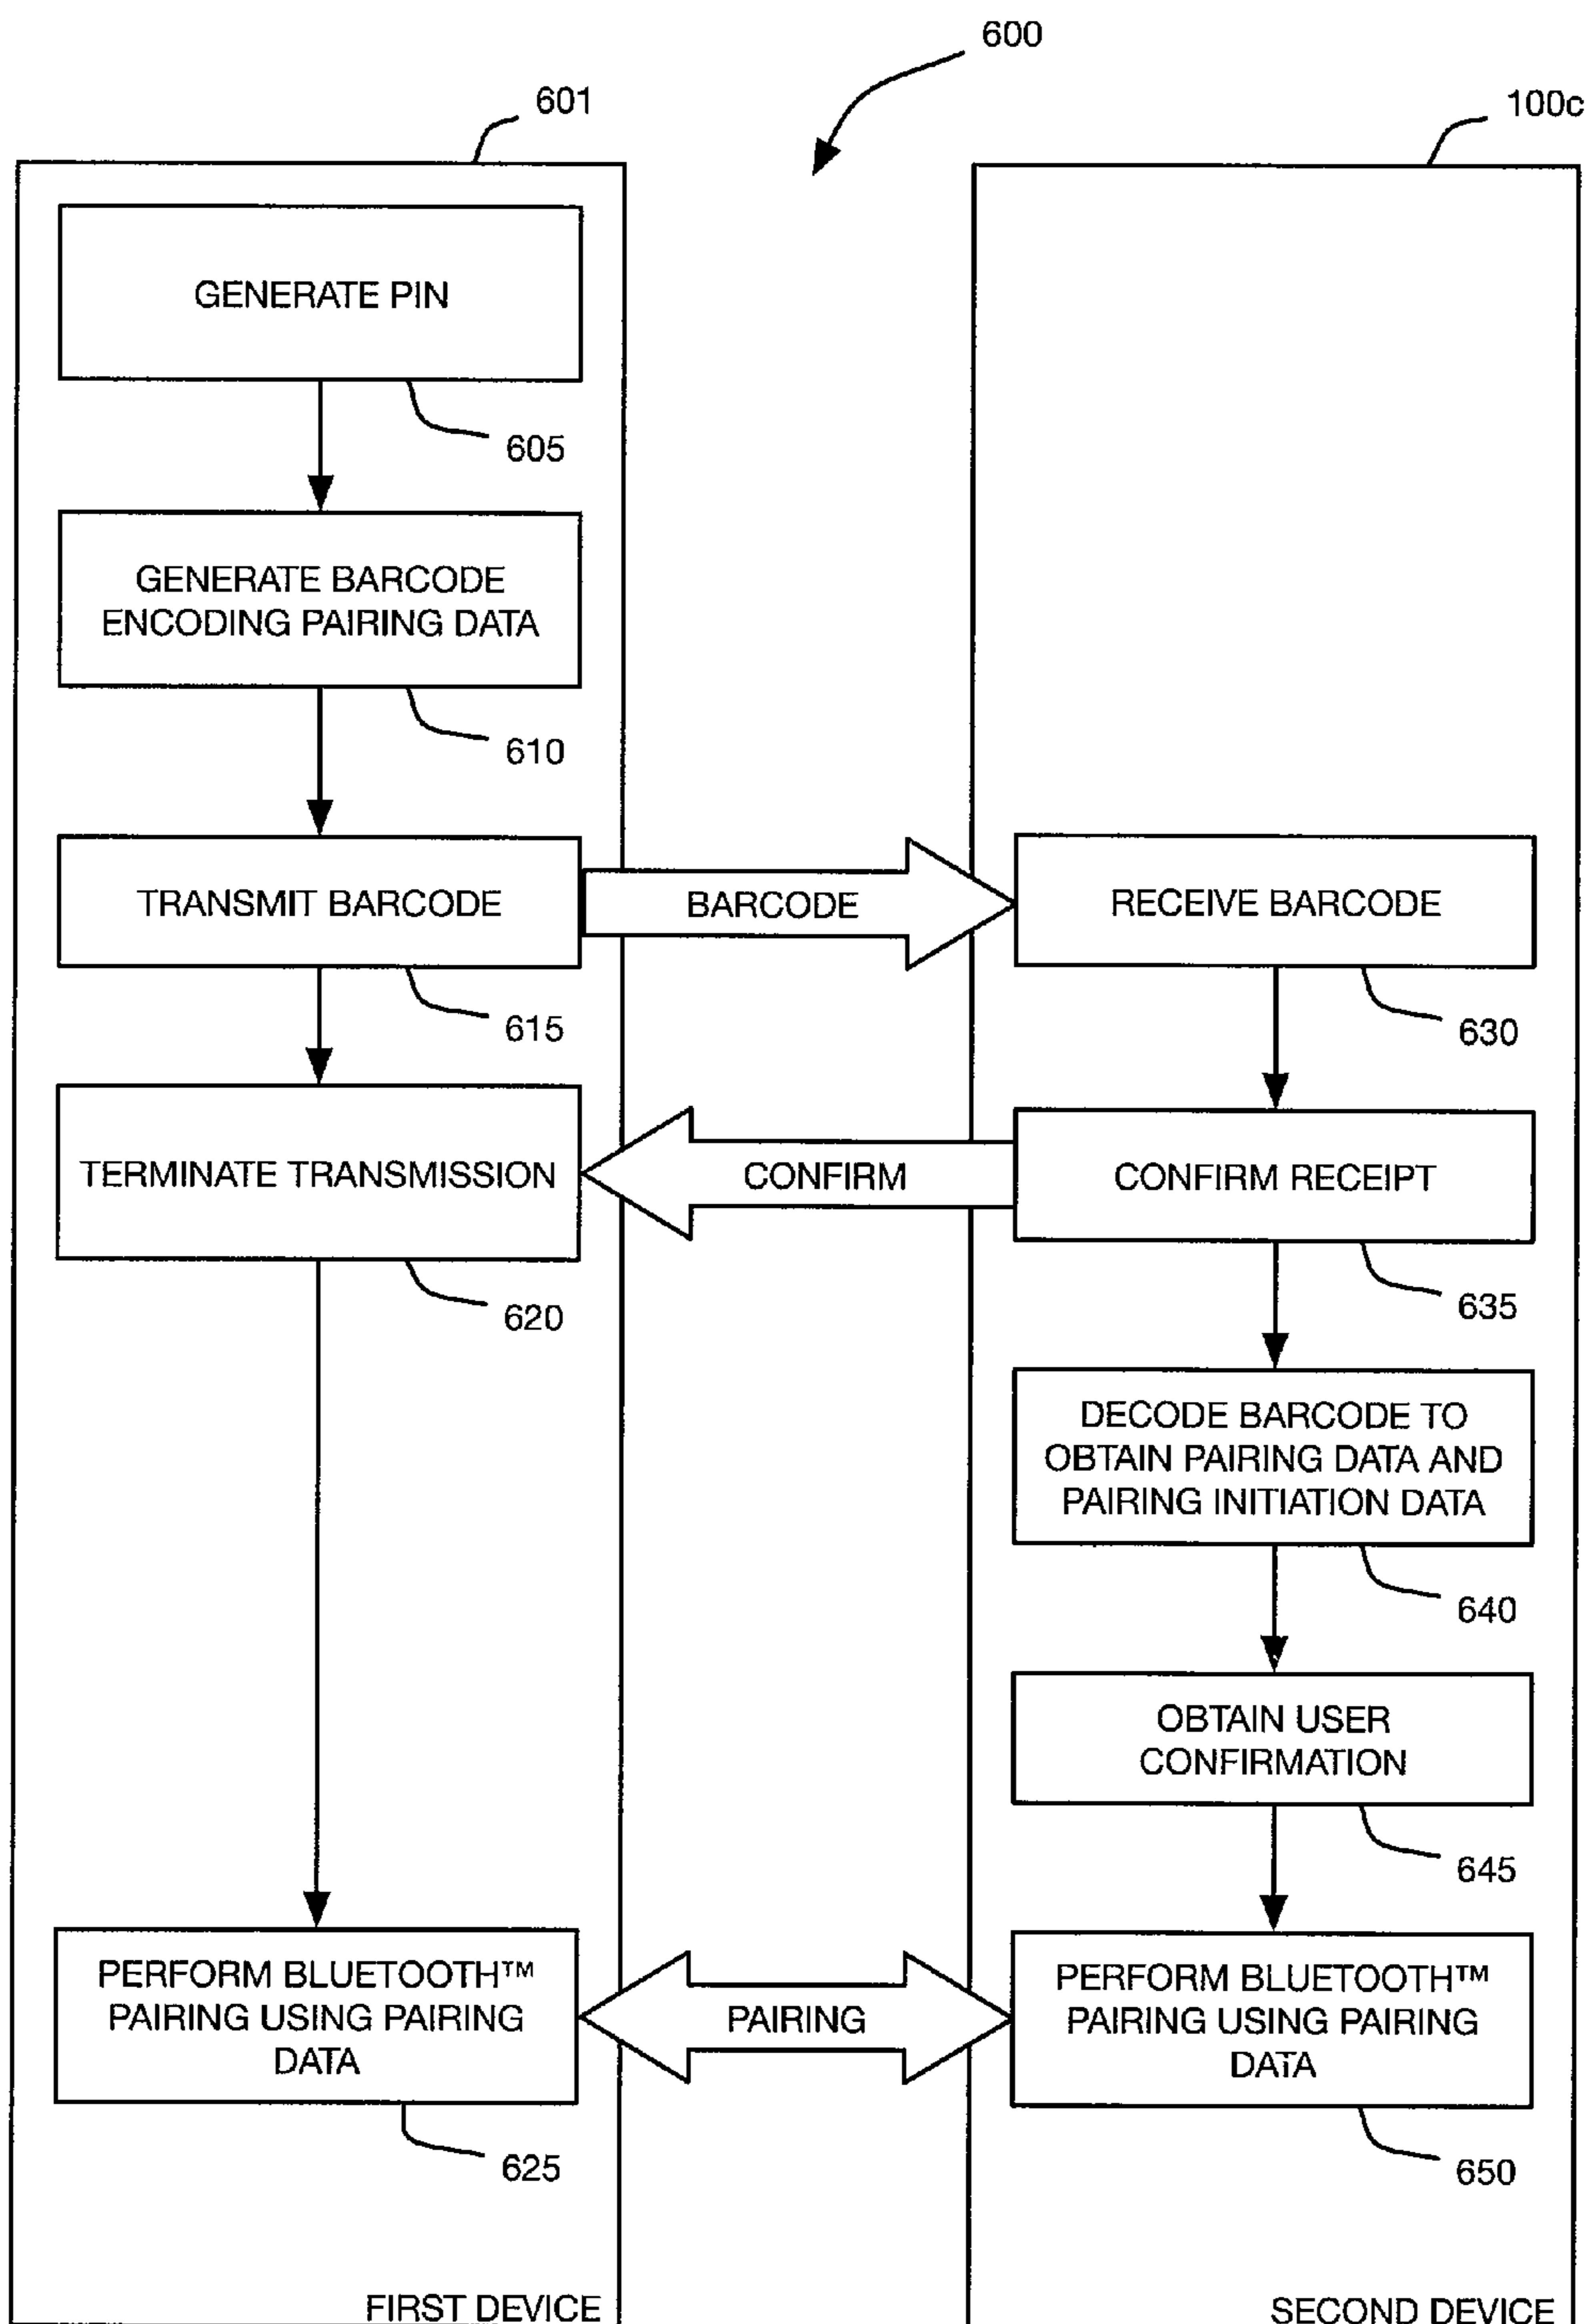 600
601
100c
GENERATE PIN
605
GENERATE BARCODE
ENCODING PAIRING DATA
610
TRANSMIT BARCODE
BARCODE
RECEIVE BARCODE
615
630
TERMINATE TRANSMISSION
CONFIRM
CONFIRM RECEIPT
620
635
DECODE BARCODE TO
OBTAIN PAIRING DATA AND
PAIRING INITIATION DATA
640
OBTAIN USER
CONFIRMATION
645
PERFORM BLUETOOTH™
PAIRING USING PAIRING
DATA
PAIRING
PERFORM BLUETOOTH™
PAIRING USING PAIRING
DATA
625
650
FIRST DEVICE
SECOND DEVICE